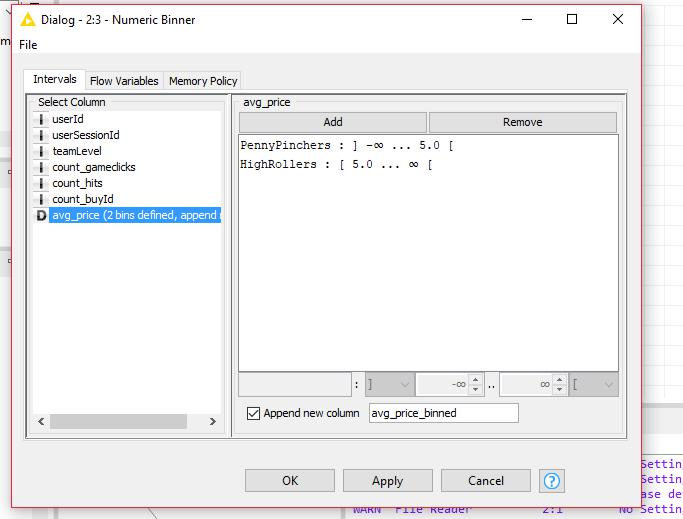 Dialog - 2:3 - Numeric Binner
File
Intervals
Flow Variables
Memory Policy
Select Column
userId
userSessionId
teamLevel
count_gameclicks
count_hits
count_buyId
D avg_price (2 bins defined, append
avg_price
Add
Remove
PennyPinchers : ] -∞ ... 5.0 [
HighRollers : [ 5.0 ... ∞ [
: ] -∞ .. ∞ [
Append new column avg_price_binned
OK
Apply
Cancel
?
Settin
Settin
ase de
WARN File Reader 2:1 No Settin